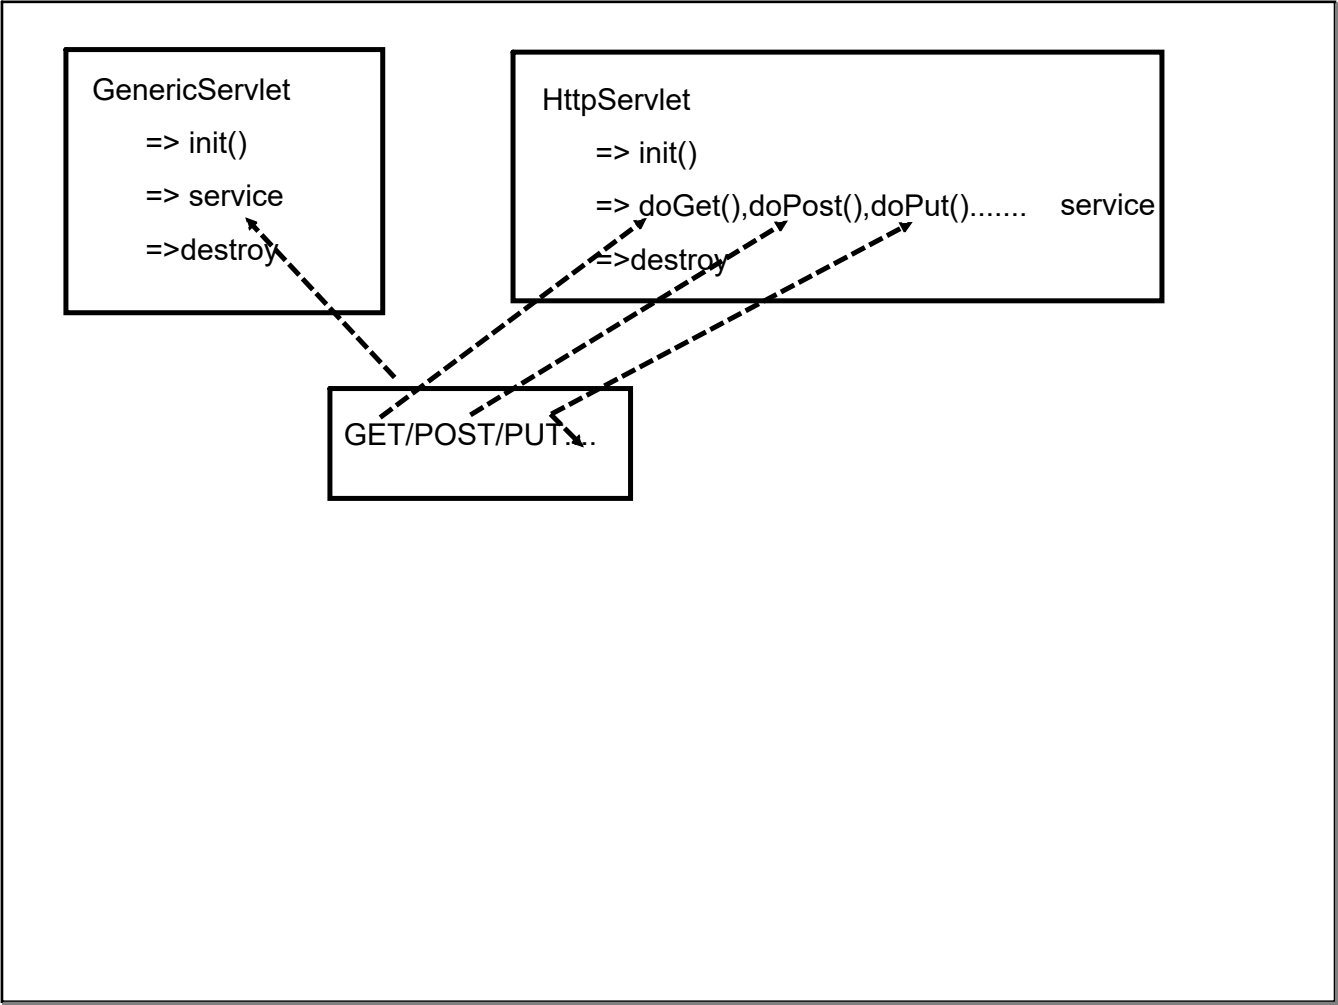 GenericServlet
=> init()
=> service
=>destroy
HttpServlet
=> init()
=> doGet(),doPost(),doPut()....... service
=>destroy
GET/POST/PUT....